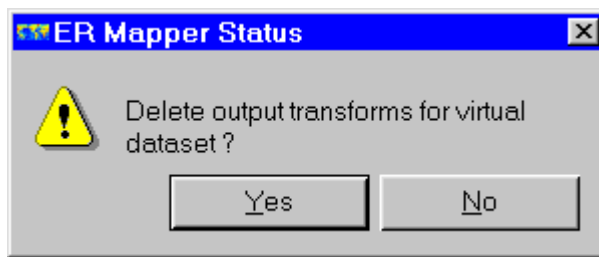 ER Mapper Status
Delete output transforms for virtual
dataset ?
Yes
No